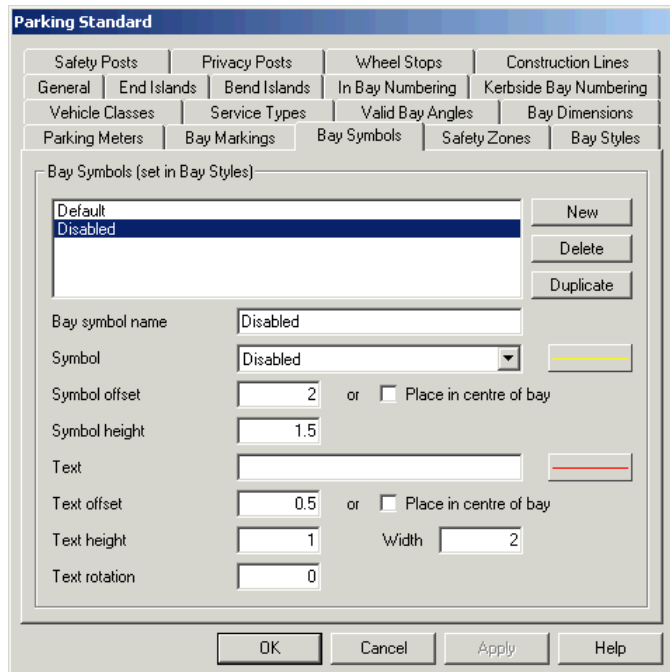 Parking Standard
Safety Posts Privacy Posts Wheel Stops Construction Lines
General End Islands Bend Islands In Bay Numbering Kerbside Bay Numbering
Vehicle Classes Service Types Valid Bay Angles Bay Dimensions
Parking Meters Bay Markings Bay Symbols Safety Zones Bay Styles
Bay Symbols (set in Bay Styles)
Default New
Disabled
Delete
Duplicate
Bay symbol name Disabled
Symbol Disabled
Symbol offset 2 or Place in centre of bay
Symbol height 1.5
Text
Text offset 0.5 or Place in centre of bay
Text height 1 Width 2
Text rotation 0
OK Cancel Apply Help